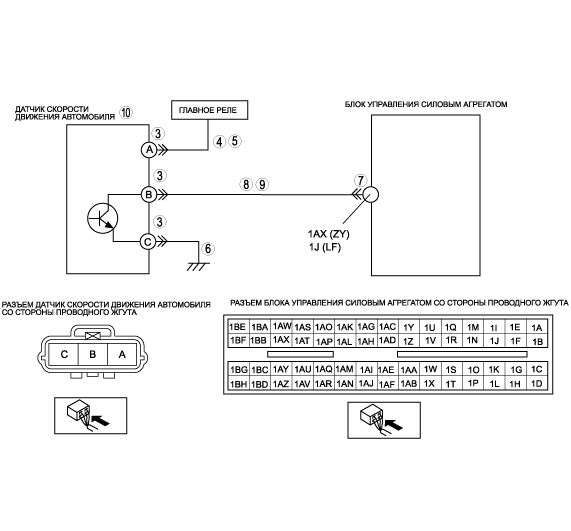 ДАТЧИК СКОРОСТИ
ДВИЖЕНИЯ АВТОМОБИЛЯ 10
ГЛАВНОЕ РЕЛЕ
БЛОК УПРАВЛЕНИЯ СИЛОВЫМ АГРЕГАТОМ
3
A
4 5
3
B
8 9
7
3
C
6
1AX (ZY)
1J (LF)
РАЗЪЕМ ДАТЧИК СКОРОСТИ ДВИЖЕНИЯ АВТОМОБИЛЯ
СО СТОРОНЫ ПРОВОДНОГО ЖГУТА
C B A
РАЗЪЕМ БЛОКА УПРАВЛЕНИЯ СИЛОВЫМ АГРЕГАТОМ СО СТОРОНЫ ПРОВОДНОГО ЖГУТА
1BE 1BA 1AW 1AS 1AO 1AK 1AG 1AC 1Y 1U 1Q 1M 1I 1E 1A
1BF 1BB 1AX 1AT 1AP 1AL 1AH 1AD 1Z 1V 1R 1N 1J 1F 1B
1BG 1BC 1AY 1AU 1AQ 1AM 1AI 1AE 1AA 1W 1S 1O 1K 1G 1C
1BH 1BD 1AZ 1AV 1AR 1AN 1AJ 1AF 1AB 1X 1T 1P 1L 1H 1D